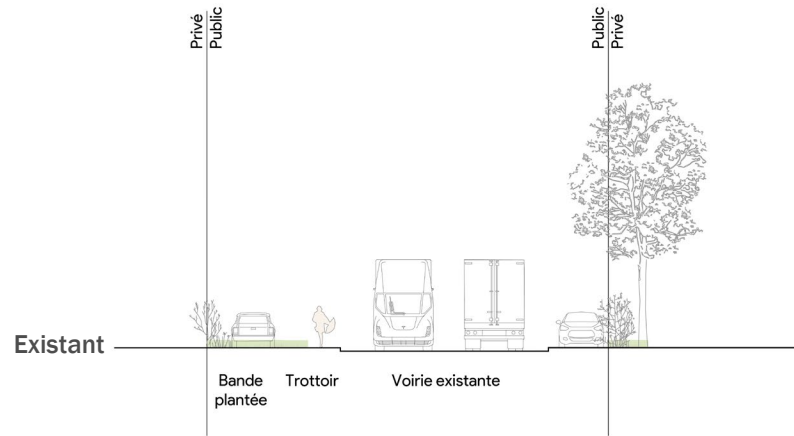 Privé
Public
Public
Privé
Existant
Bande
plantée
Trottoir
Voirie existante